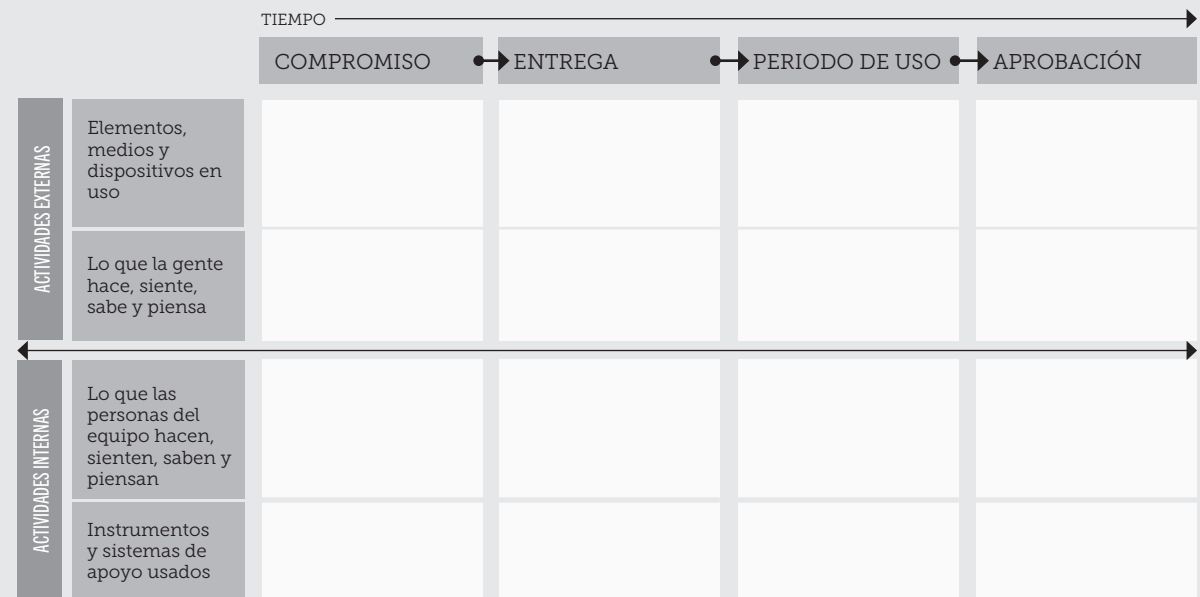 TIEMPO
COMPROMISO
ENTREGA
PERIODO DE USO
APROBACIÓN
ACTIVIDADES EXTERNAS
Elementos,
medios y
dispositivos en
uso
Lo que la gente
hace, siente,
sabe y piensa
ACTIVIDADES INTERNAS
Lo que las
personas del
equipo hacen,
sienten, saben y
piensan
Instrumentos
y sistemas de
apoyo usados